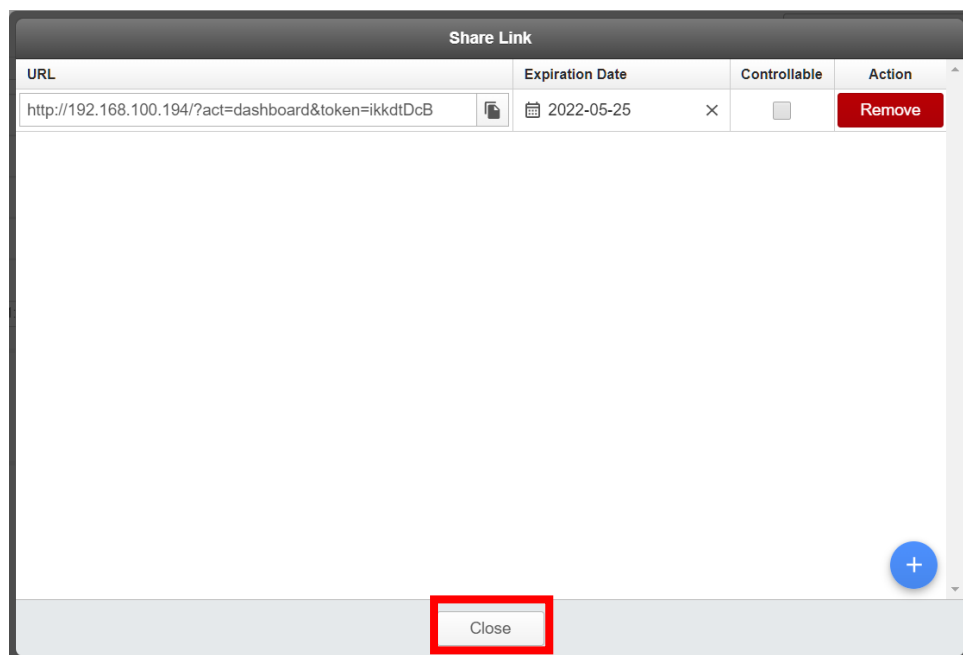 Share Link
URL Expiration Date Controllable Action
http://192.168.100.194/?act=dashboard&token=ikkdtDcB 2022-05-25 Remove
Close